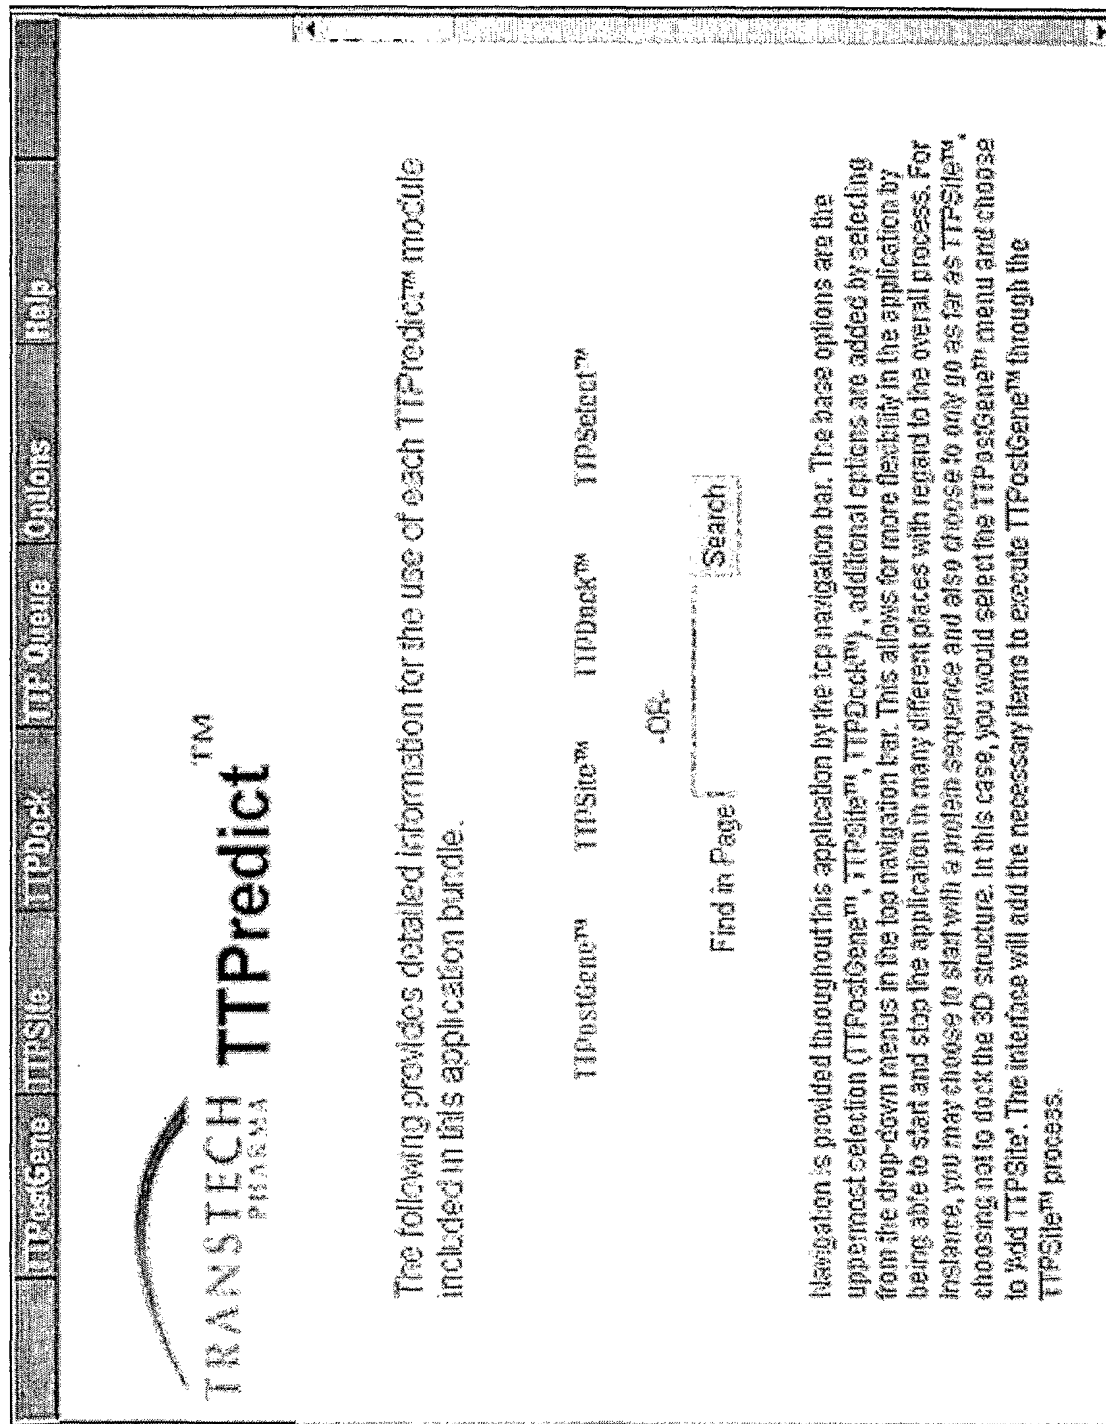 TTPostGene TTPSite TTPDock TTP Queue Options Help
TRANSTECH
PHARMA
TTPredict™
The following provides detailed information for the use of each TTPredict™ module
included in this application bundle.
TTPostGene™ TTPSite™ TTPDock™ TTPSelect™
-OR-
Find in Page Search
Navigation is provided throughout this application by the top navigation bar. The base options are the
uppermost selection (TTPostGene™, TTPSite™, TTPDock™), additional options are added by selecting
from the drop-down menus in the top navigation bar. This allows for more flexibility in the application by
being able to start and stop the application in many different places with regard to the overall process. For
instance, you may choose to start with a protein sequence and also choose to only go as far as TTPSite™,
choosing not to dock the 3D structure. In this case, you would select the TTPostGene™ menu and choose
to 'Add TTPSite'. The interface will add the necessary items to execute TTPostGene™ through the
TTPSite™ process.